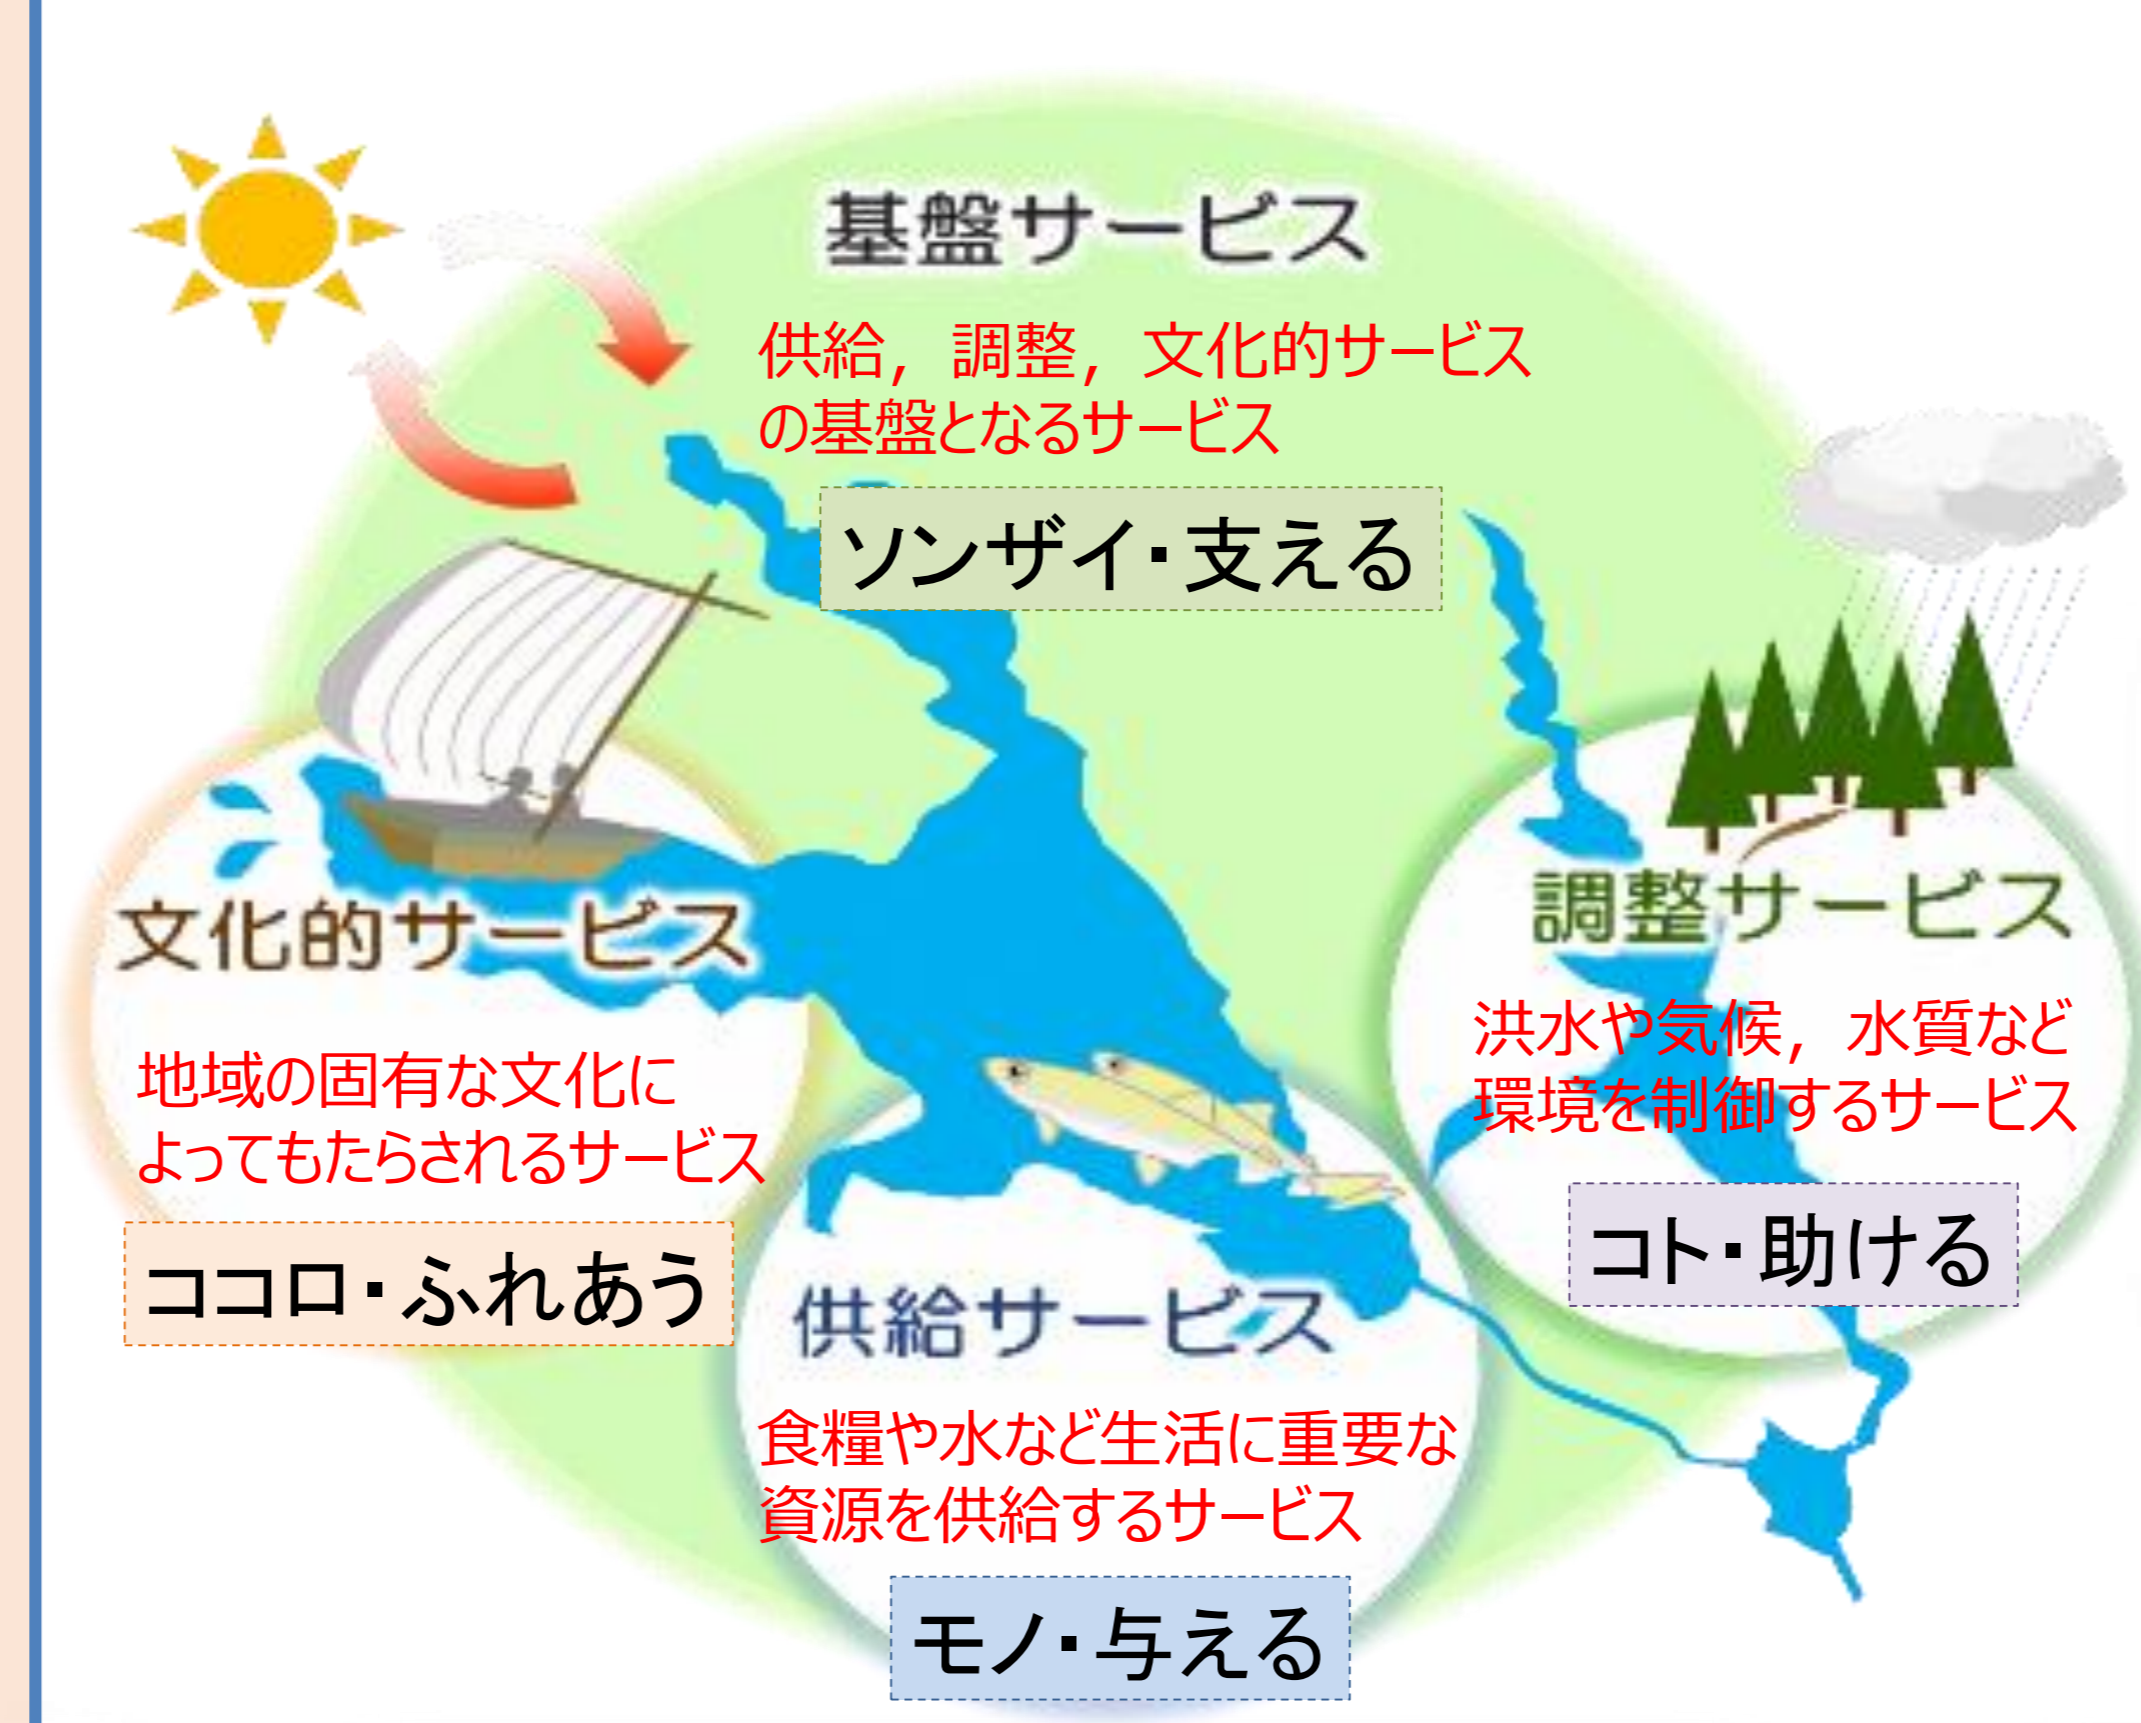 基盤サービス
供給，調整，文化的サービス
の基盤となるサービス
ソンザイ・支える
文化的サービス
地域の固有な文化に
よってもたらされるサービス
ココロ・ふれあう
調整サービス
洪水や気候，水質など
環境を制御するサービス
コト・助ける
供給サービス
食糧や水など生活に重要な
資源を供給するサービス
モノ・与える